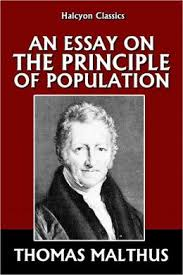 Halcyon Classics
AN ESSAY ON
THE PRINCIPLE OF
POPULATION
THOMAS MALTHUS